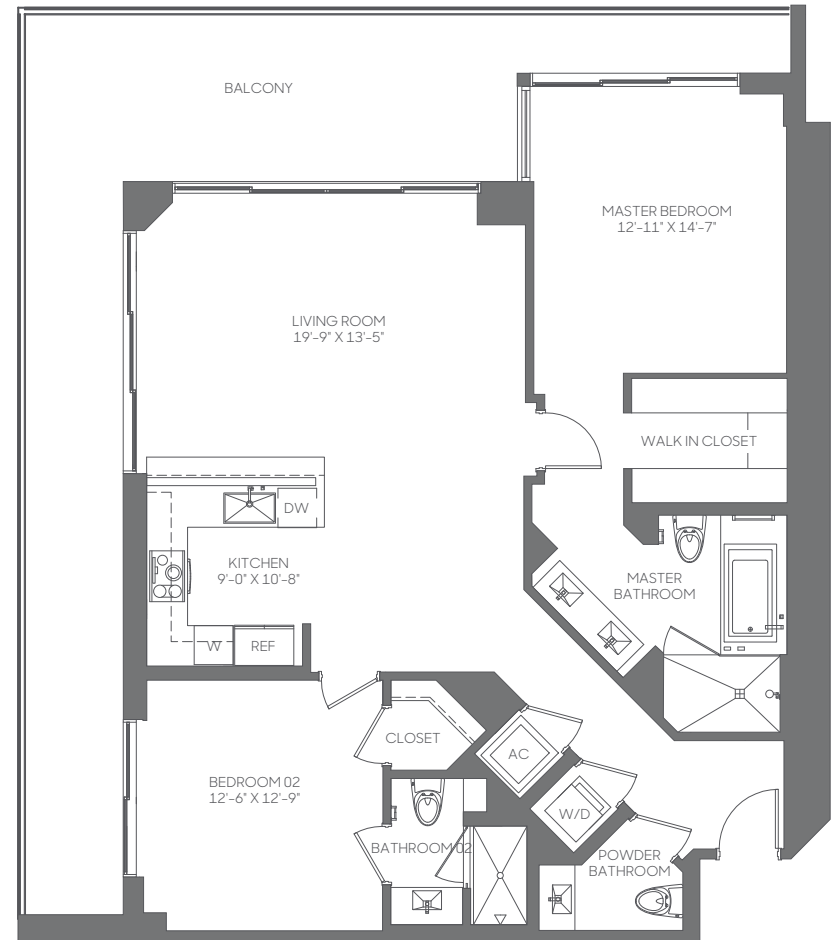 BALCONY
MASTER BEDROOM
12'-11" X 14'-7"
LIVING ROOM
19'-9" X 13'-5"
WALK IN CLOSET
DW
KITCHEN
9'-0" X 10'-8"
MASTER
BATHROOM
W
REF
CLOSET
AC
BEDROOM 02
12'-6" X 12'-9"
W/D
BATHROOM 02
POWDER
BATHROOM